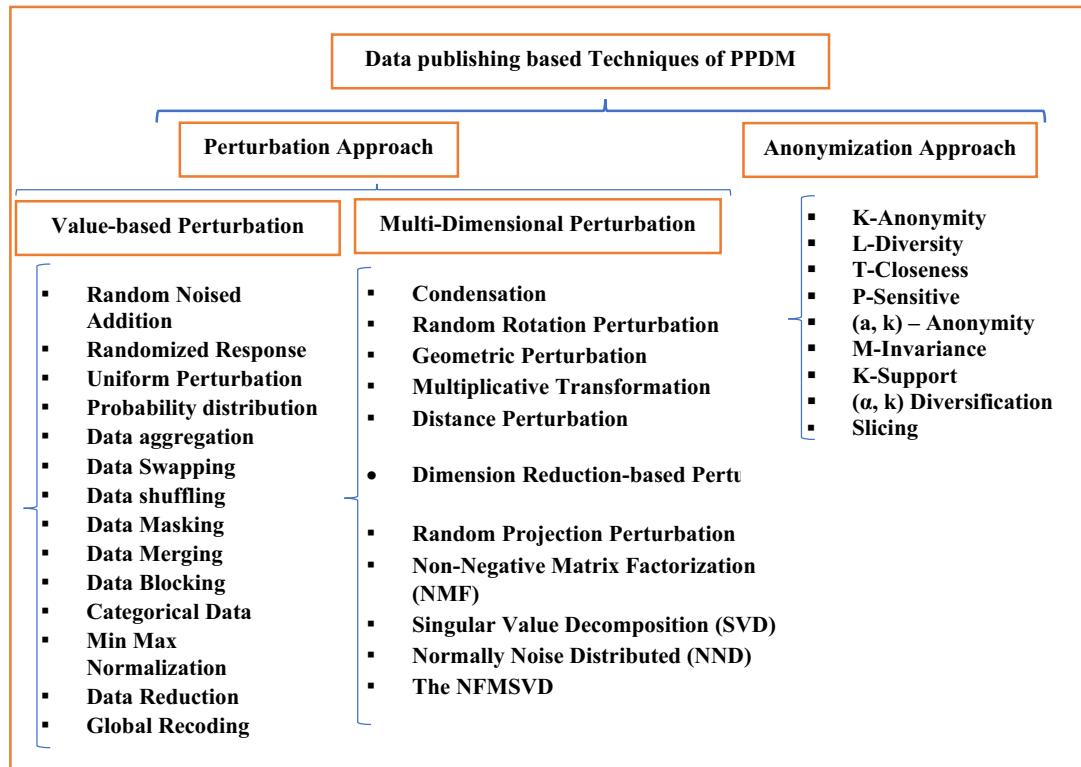 Data publishing based Techniques of PPDM
Perturbation Approach
Anonymization Approach
Value-based Perturbation
Multi-Dimensional Perturbation
▪ Random Noised
Addition
▪ Randomized Response
▪ Uniform Perturbation
▪ Probability distribution
▪ Data aggregation
▪ Data Swapping
▪ Data shuffling
▪ Data Masking
▪ Data Merging
▪ Data Blocking
▪ Categorical Data
▪ Min Max
Normalization
▪ Data Reduction
▪ Global Recoding
▪ Condensation
▪ Random Rotation Perturbation
▪ Geometric Perturbation
▪ Multiplicative Transformation
▪ Distance Perturbation
● Dimension Reduction-based
▪ Random Projection Perturbation
▪ Non-Negative Matrix Factorization
(NMF)
▪ Singular Value Decomposition (SVD)
▪ Normally Noise Distributed (NND)
▪ The NFMSVD
▪ K-Anonymity
▪ L-Diversity
▪ T-Closeness
▪ P-Sensitive
▪ (a, k) – Anonymity
▪ M-Invariance
▪ K-Support
▪ (α, k) Diversification
▪ Slicing